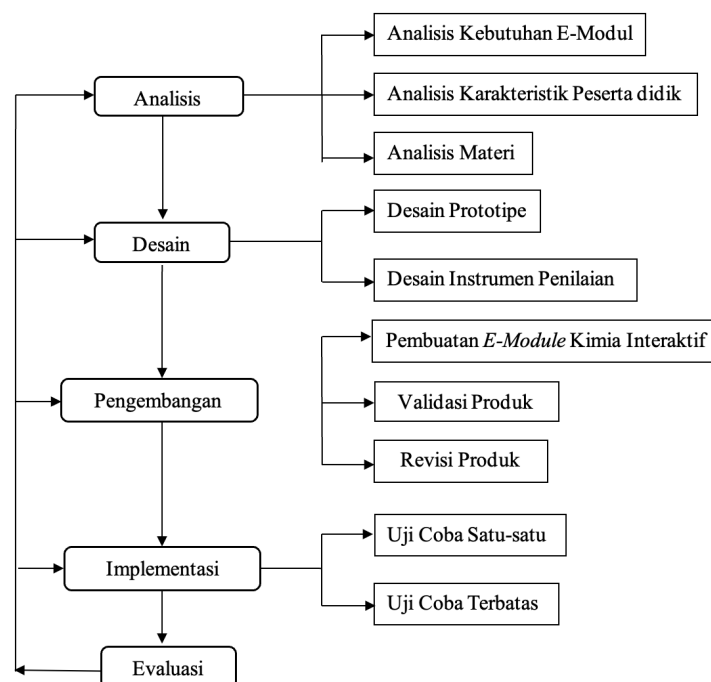 Analisis
Analisis Kebutuhan E-Modul
Analisis Karakteristik Peserta didik
Analisis Materi
Desain
Desain Prototipe
Desain Instrumen Penilaian
Pengembangan
Pembuatan E-Module Kimia Interaktif
Validasi Produk
Revisi Produk
Implementasi
Uji Coba Satu-satu
Uji Coba Terbatas
Evaluasi